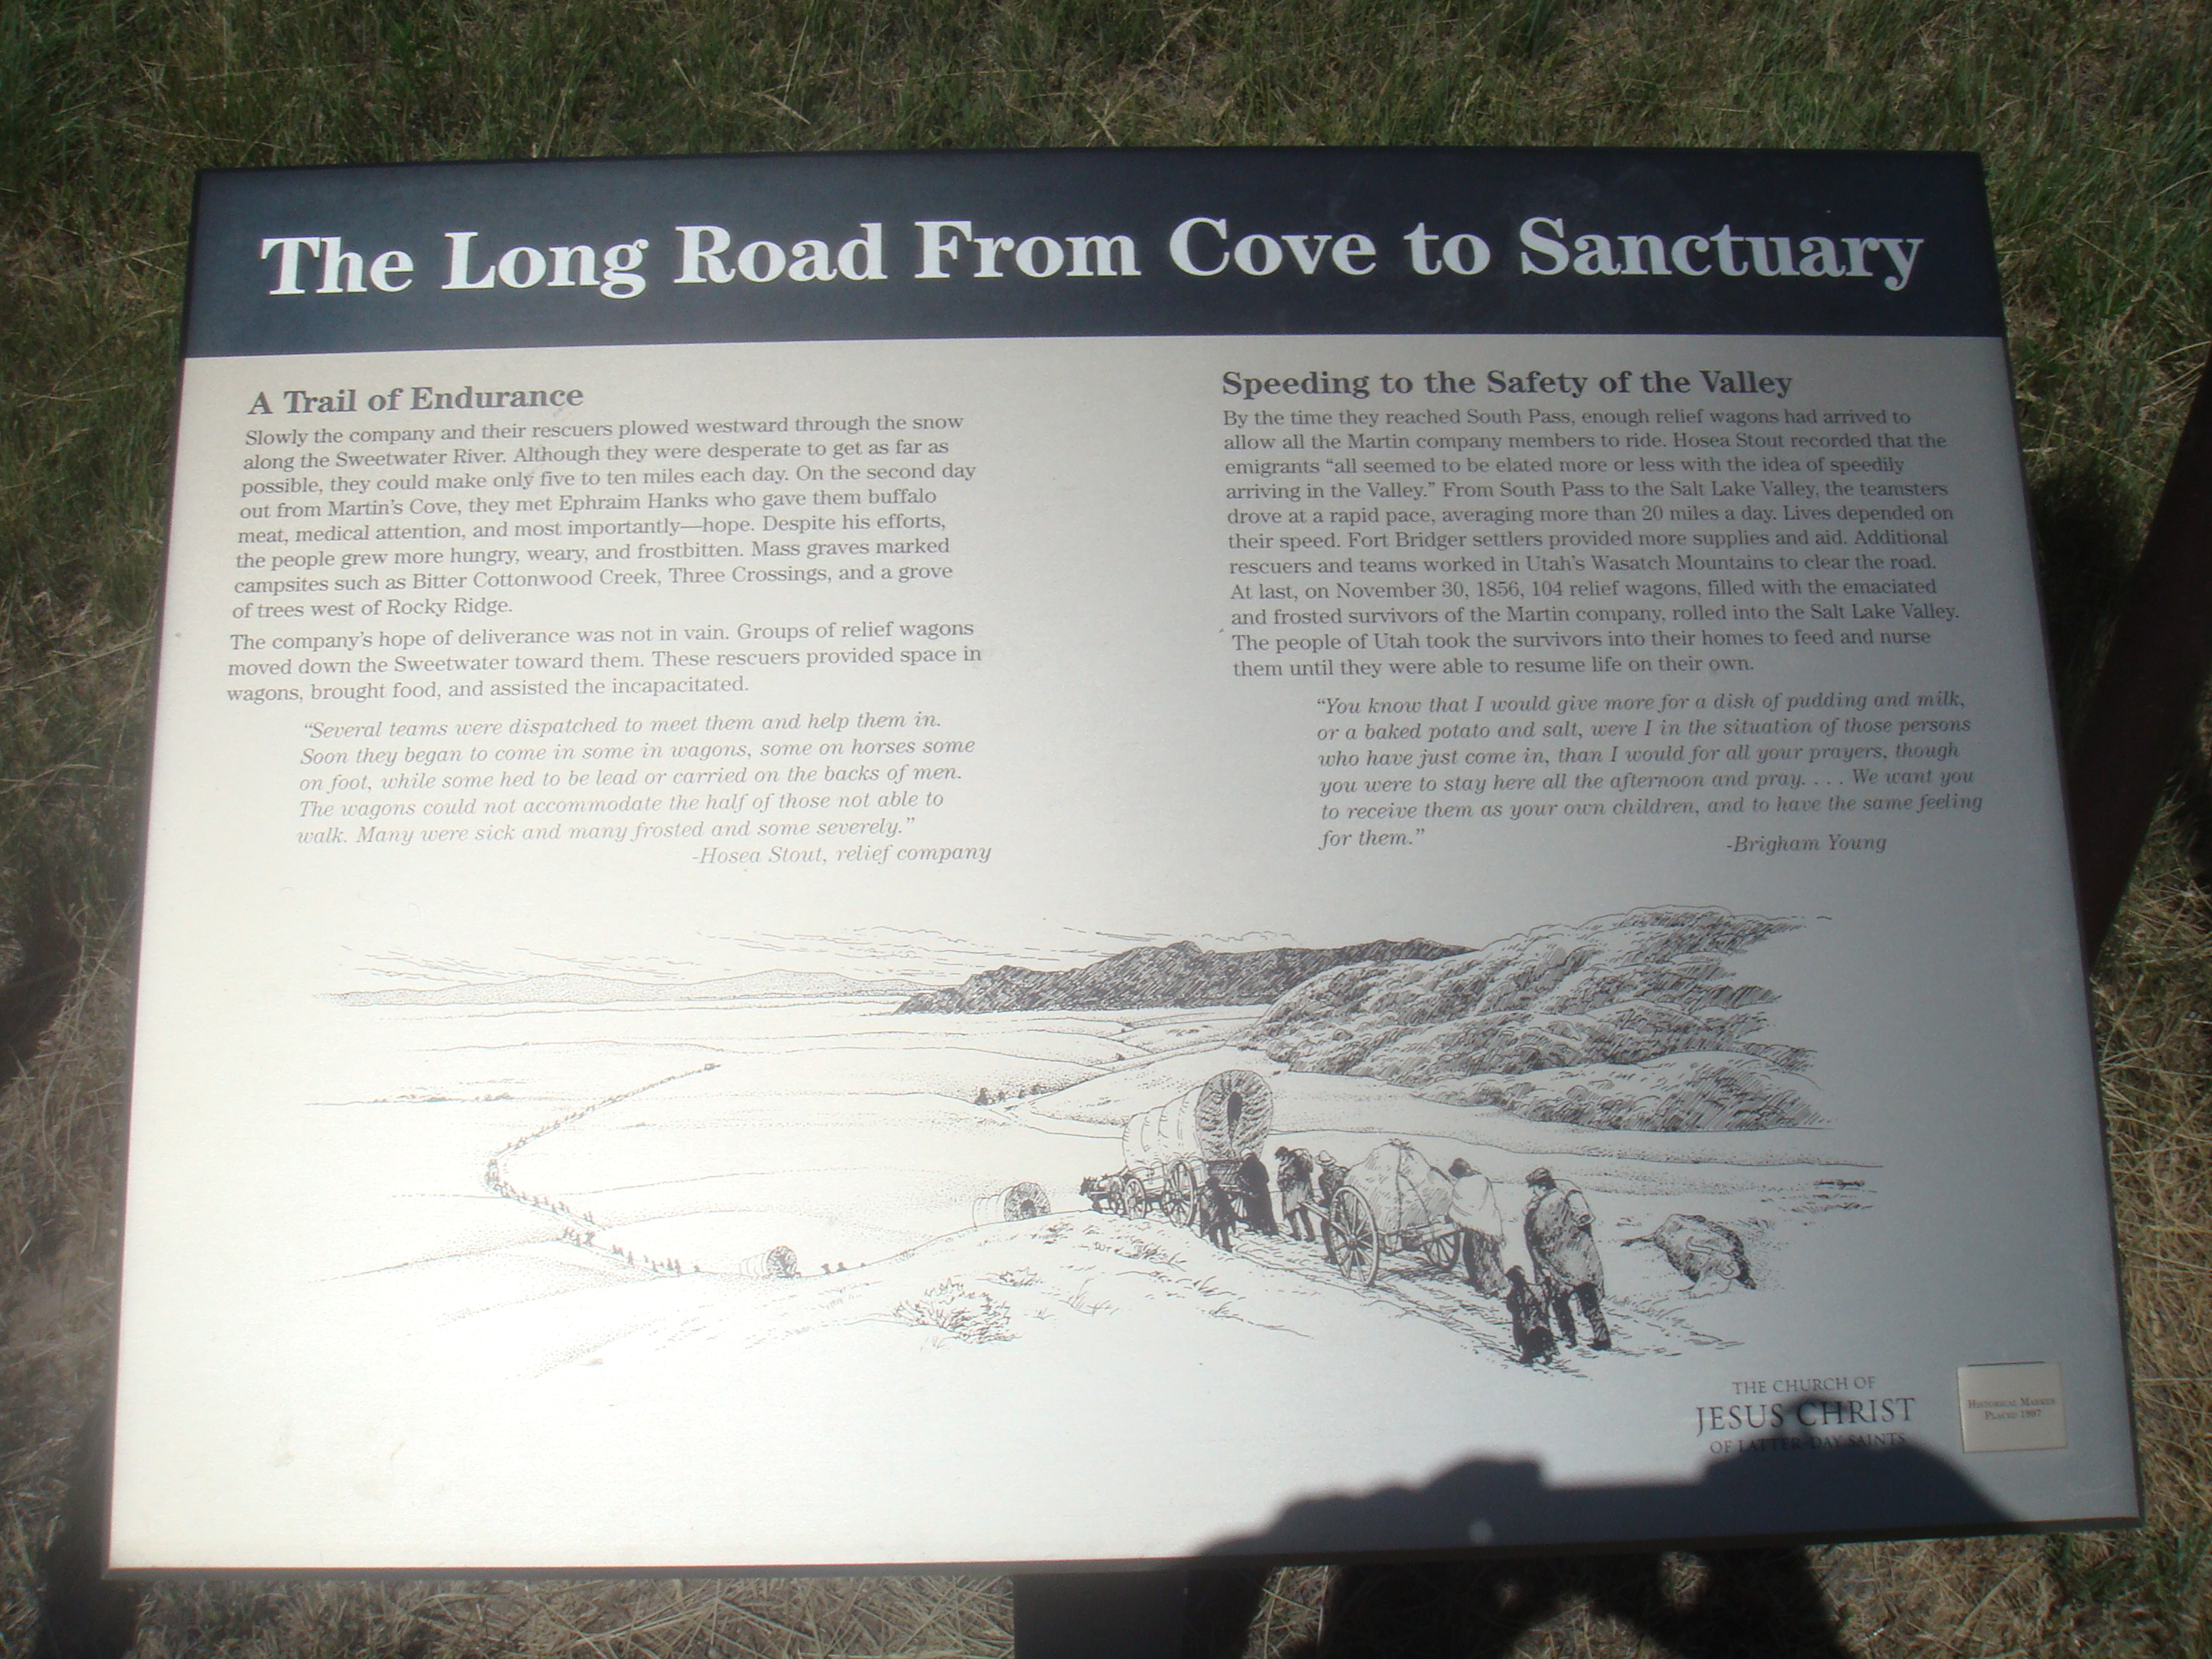 The Long Road From Cove to Sanctuary
A Trail of Endurance
Slowly the company and their rescuers plowed westward through the snow
along the Sweetwater River. Although they were desperate to get as far as
possible, they could make only five to ten miles each day. On the second day
out from Martin's Cove, they met Ephraim Hanks who gave them buffalo
meat, medical attention, and most importantly—hope. Despite his efforts,
the people grew more hungry, weary, and frostbitten. Mass graves marked
campsites such as Bitter Cottonwood Creek, Three Crossings, and a grove
of trees west of Rocky Ridge.
The company's hope of deliverance was not in vain. Groups of relief wagons
moved down the Sweetwater toward them. These rescuers provided space in
wagons, brought food, and assisted the incapacitated.
"Several teams were dispatched to meet them and help them in.
Soon they began to come in some in wagons, some on horses some
on foot, while some hed to be lead or carried on the backs of men.
The wagons could not accommodate the half of those not able to
walk. Many were sick and many frosted and some severely."
-Hosea Stout, relief company
Speeding to the Safety of the Valley
By the time they reached South Pass, enough relief wagons had arrived to
allow all the Martin company members to ride. Hosea Stout recorded that the
emigrants "all seemed to be elated more or less with the idea of speedily
arriving in the Valley." From South Pass to the Salt Lake Valley, the teamsters
drove at a rapid pace, averaging more than 20 miles a day. Lives depended on
their speed. Fort Bridger settlers provided more supplies and aid. Additional
rescuers and teams worked in Utah's Wasatch Mountains to clear the road.
At last, on November 30, 1856, 104 relief wagons, filled with the emaciated
and frosted survivors of the Martin company, rolled into the Salt Lake Valley.
The people of Utah took the survivors into their homes to feed and nurse
them until they were able to resume life on their own.
"You know that I would give more for a dish of pudding and milk,
or a baked potato and salt, were I in the situation of those persons
who have just come in, than I would for all your prayers, though
you were to stay here all the afternoon and pray. . . . We want you
to receive them as your own children, and to have the same feeling
for them."
-Brigham Young
THE CHURCH OF
JESUS CHRIST
OF LATTER-DAY SAINTS
HISTORICAL MARKER
PLACED 1997